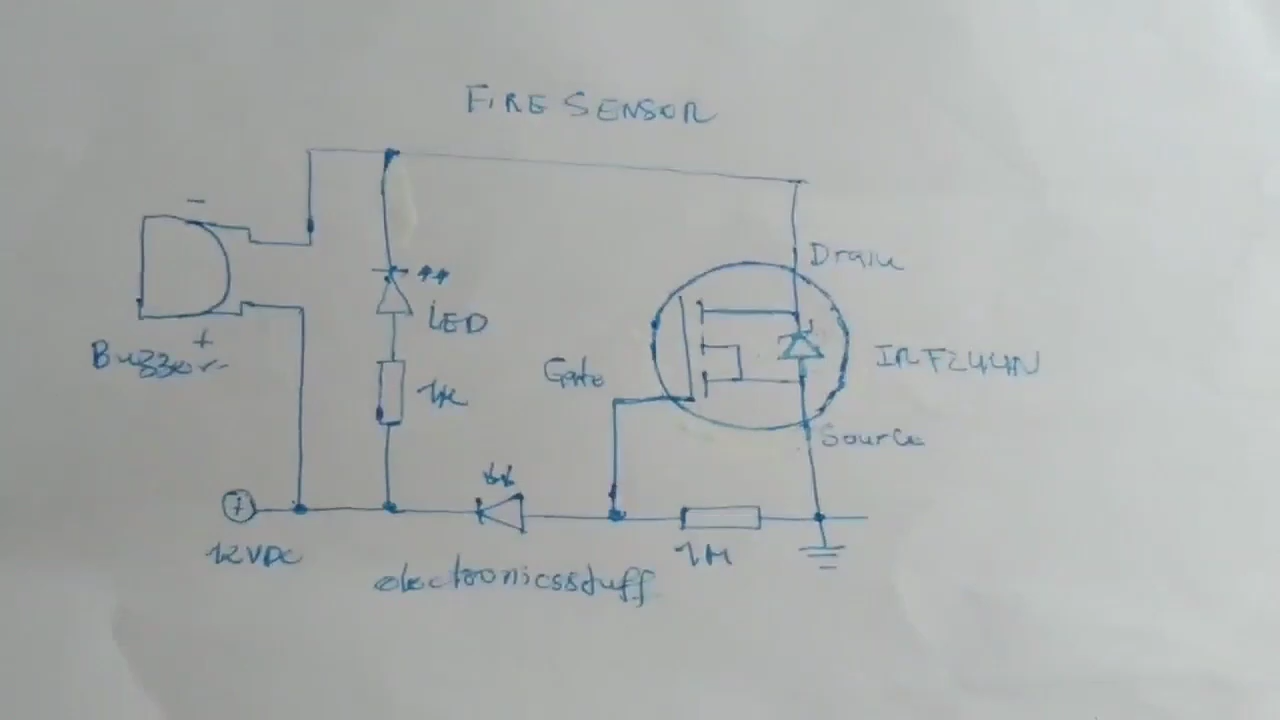 FIRE SENSOR
-
Drain
LED
+
Buzzer
1K
Gate
IRFZ44N
Source
+
12VDC
1M
electronicsstuff